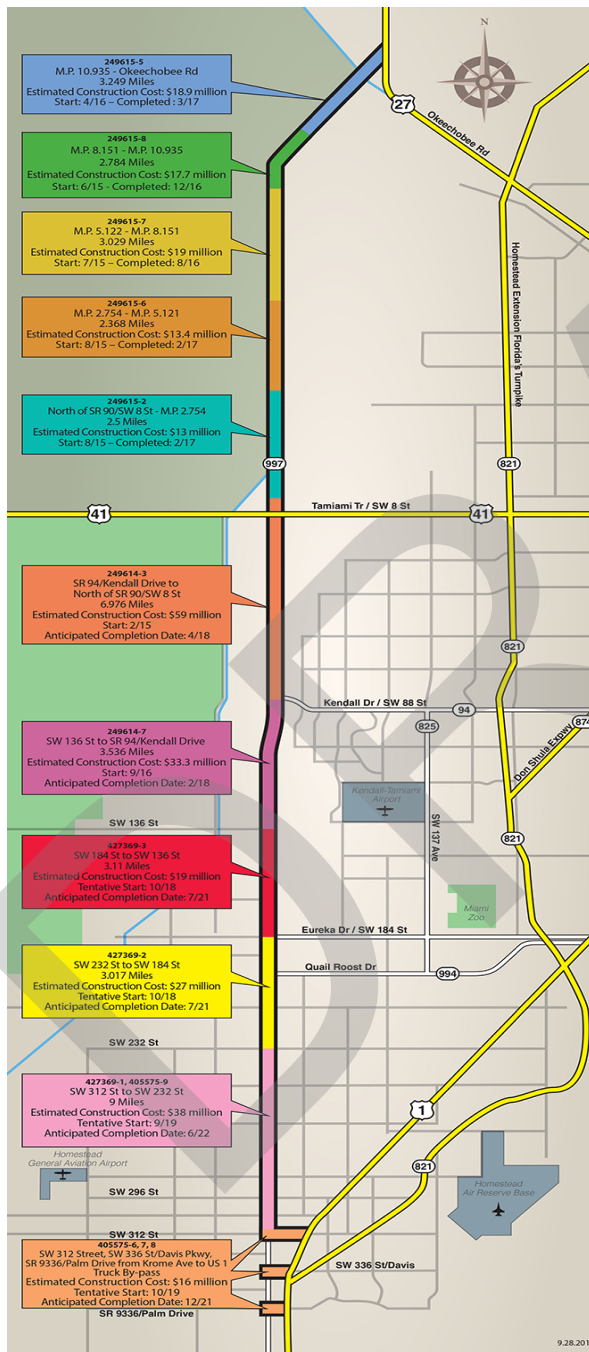 249615-5
M.P. 10.935 - Okeechobee Rd
3.249 Miles
Estimated Construction Cost: $18.9 million
Start: 4/16 – Completed : 3/17
N
27
Okeechobee Rd
249615-8
M.P. 8.151 - M.P. 10.935
2.784 Miles
Estimated Construction Cost: $17.7 million
Start: 6/15 - Completed: 12/16
249615-7
M.P. 5.122 - M.P. 8.151
3.029 Miles
Estimated Construction Cost: $19 million
Start: 7/15 – Completed: 8/16
Homestead Extension Florida's Turnpike
249615-6
M.P. 2.754 - M.P. 5.121
2.368 Miles
Estimated Construction Cost: $13.4 million
Start: 8/15 – Completed: 2/17
249615-2
North of SR 90/SW 8 St - M.P. 2.754
2.5 Miles
Estimated Construction Cost: $13 million
Start: 8/15 – Completed: 2/17
997
821
41
Tamiami Tr / SW 8 St
41
249614-3
SR 94/Kendall Drive to
North of SR 90/SW 8 St
6.976 Miles
Estimated Construction Cost: $59 million
Start: 2/15
Anticipated Completion Date: 4/18
821
Kendall Dr / SW 88 St
94
825
874
Don Shula Expwy
249614-7
SW 136 St to SR 94/Kendall Drive
3.536 Miles
Estimated Construction Cost: $33.3 million
Start: 9/16
Anticipated Completion Date: 2/18
Kendall-Tamiami
Airport
SW 136 St
SW 137 Ave
821
427369-3
SW 184 St to SW 136 St
3.11 Miles
Estimated Construction Cost: $19 million
Tentative Start: 10/18
Anticipated Completion Date: 7/21
Miami
Zoo
Eureka Dr / SW 184 St
427369-2
SW 232 St to SW 184 St
3.017 Miles
Estimated Construction Cost: $27 million
Tentative Start: 10/18
Anticipated Completion Date: 7/21
Quail Roost Dr
994
SW 232 St
427369-1, 405575-9
SW 312 St to SW 232 St
9 Miles
Estimated Construction Cost: $38 million
Tentative Start: 9/19
Anticipated Completion Date: 6/22
1
Homestead
General Aviation Airport
821
SW 296 St
Homestead
Air Reserve Base
SW 312 St
405575-6, 7, 8
SW 312 Street, SW 336 St/Davis Pkwy,
SR 9336/Palm Drive from Krome Ave to US 1
Truck By-pass
Estimated Construction Cost: $16 million
Tentative Start: 10/19
Anticipated Completion Date: 12/21
SW 336 St/Davis
SR 9336/Palm Drive
9.28.201